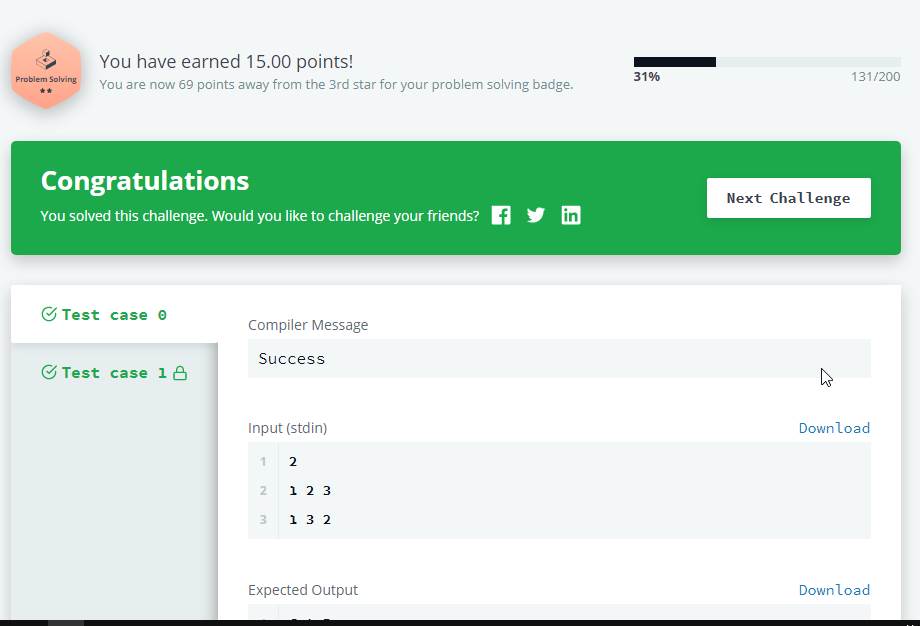 You have earned 15.00 points!
Problem Solving
You are now 69 points away from the 3rd star for your problem solving badge.
31%
131/200
Congratulations
You solved this challenge. Would you like to challenge your friends?
Next Challenge
Test case 0
Test case 1
Compiler Message
Success
Input (stdin)
Download
1 2
2 1 2 3
3 1 3 2
Expected Output
Download